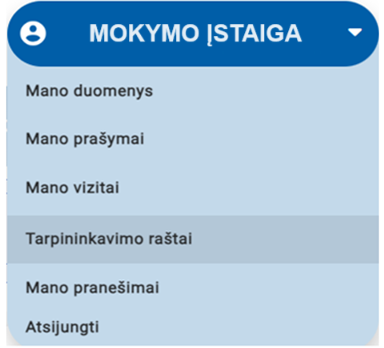 MOKYMO ĮSTAIGA
Mano duomenys
Mano prašymai
Mano vizitai
Tarpininkavimo raštai
Mano pranešimai
Atsijungti